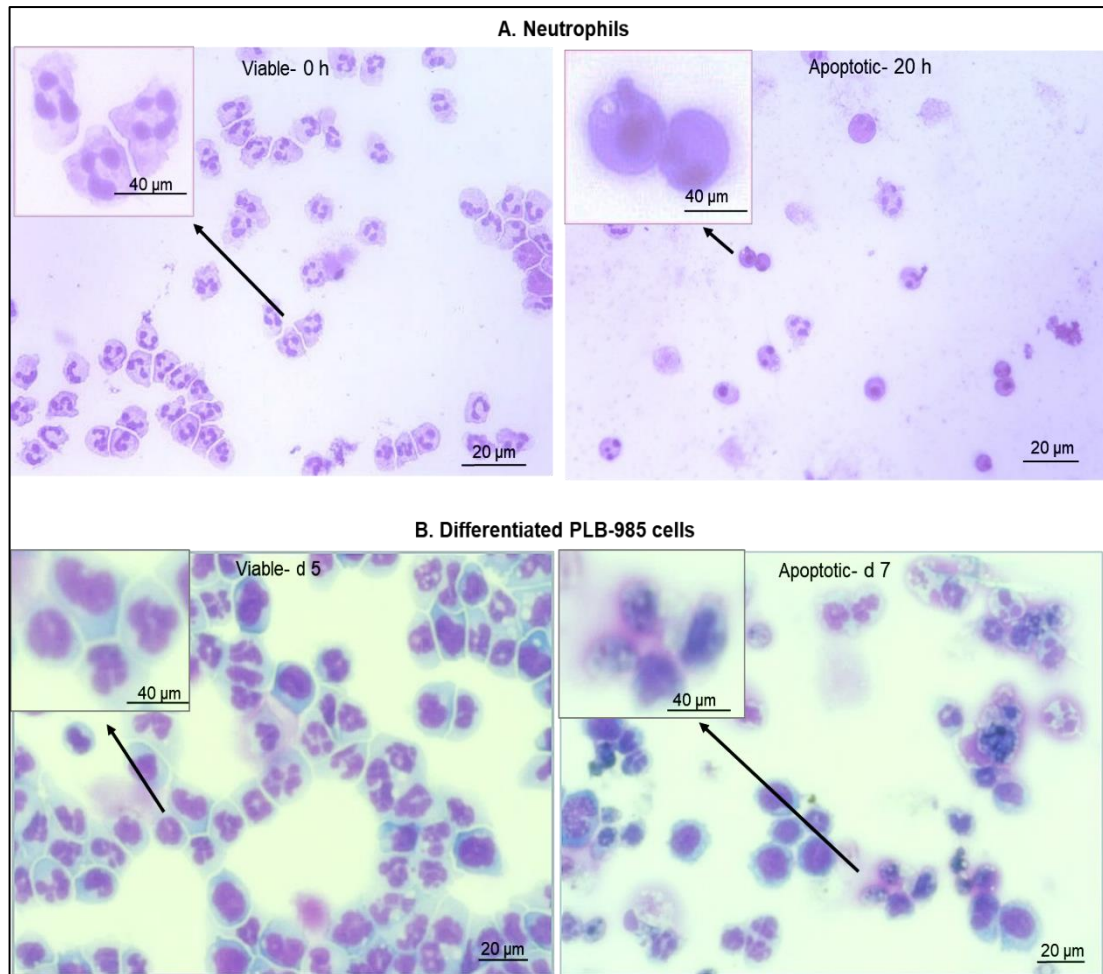 A. Neutrophils
Viable- 0 h
40 µm
20 µm
Apoptotic- 20 h
40 µm
20 µm
B. Differentiated PLB-985 cells
Viable- d 5
40 µm
20 µm
Apoptotic- d 7
40 µm
20 µm